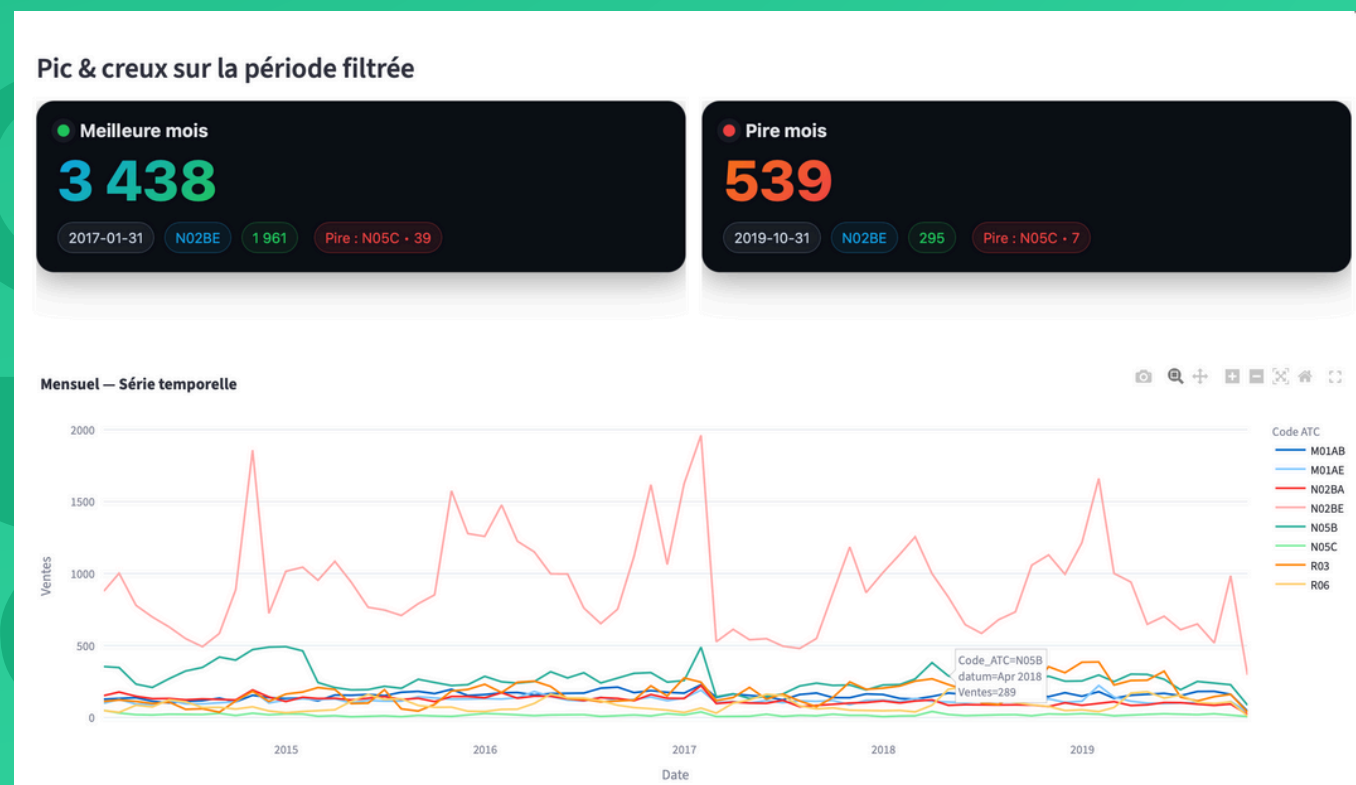 Pic & creux sur la période filtrée
Meilleure mois
3 438
2017-01-31 N02BE 1 961 Pire : N05C • 39
Pire mois
539
2019-10-31 N02BE 295 Pire : N05C • 7
Mensuel — Série temporelle
2000
1500
1000
500
0
Ventes
2015 2016 2017 2018 2019
Date
Code_ATC=N05B
datum=Apr 2018
Ventes=289
Code ATC
M01AB
M01AE
N02BA
N02BE
N05B
N05C
R03
R06